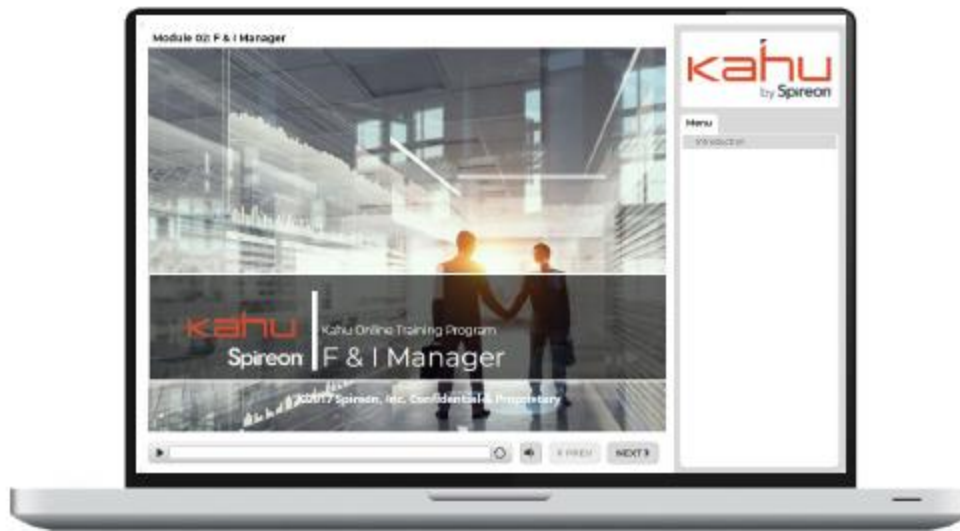 Module 02: F & I Manager
kahu
by Spireon
Menu
Introduction
kahu
Spireon
Kahu Online Training Program
F & I Manager
©2017 Spireon, Inc. Confidential & Proprietary
PREV
NEXT